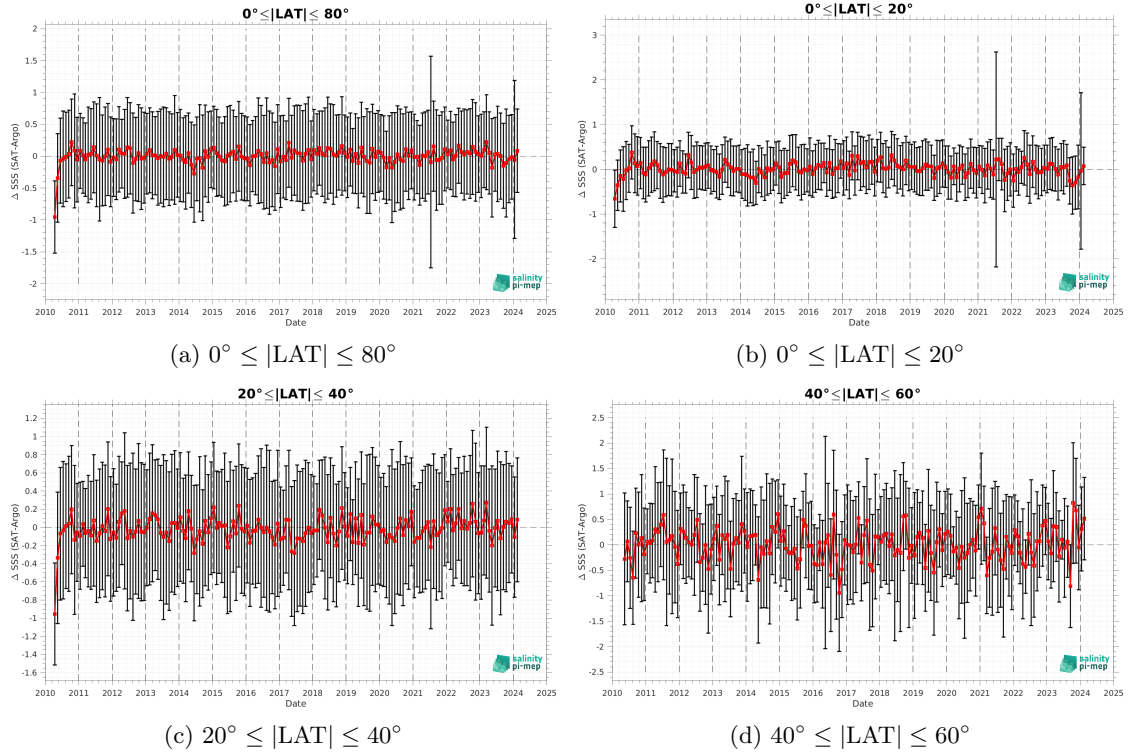 0°≤|LAT|≤ 80°
2
1.5
1
0.5
0
-0.5
-1
-1.5
-2
Δ SSS (SAT-Argo)
2010 2011 2012 2013 2014 2015 2016 2017 2018 2019 2020 2021 2022 2023 2024 2025
Date
salinity
pi-mep
(a) 0° ≤ |LAT| ≤ 80°
0°≤|LAT|≤ 20°
3
2
1
0
-1
-2
Δ SSS (SAT-Argo)
2010 2011 2012 2013 2014 2015 2016 2017 2018 2019 2020 2021 2022 2023 2024 2025
Date
salinity
pi-mep
(b) 0° ≤ |LAT| ≤ 20°
20°≤|LAT|≤ 40°
1.2
1
0.8
0.6
0.4
0.2
0
-0.2
-0.4
-0.6
-0.8
-1
-1.2
-1.4
-1.6
Δ SSS (SAT-Argo)
2010 2011 2012 2013 2014 2015 2016 2017 2018 2019 2020 2021 2022 2023 2024 2025
Date
salinity
pi-mep
(c) 20° ≤ |LAT| ≤ 40°
40°≤|LAT|≤ 60°
2.5
2
1.5
1
0.5
0
-0.5
-1
-1.5
-2
-2.5
Δ SSS (SAT-Argo)
2010 2011 2012 2013 2014 2015 2016 2017 2018 2019 2020 2021 2022 2023 2024 2025
Date
salinity
pi-mep
(d) 40° ≤ |LAT| ≤ 60°